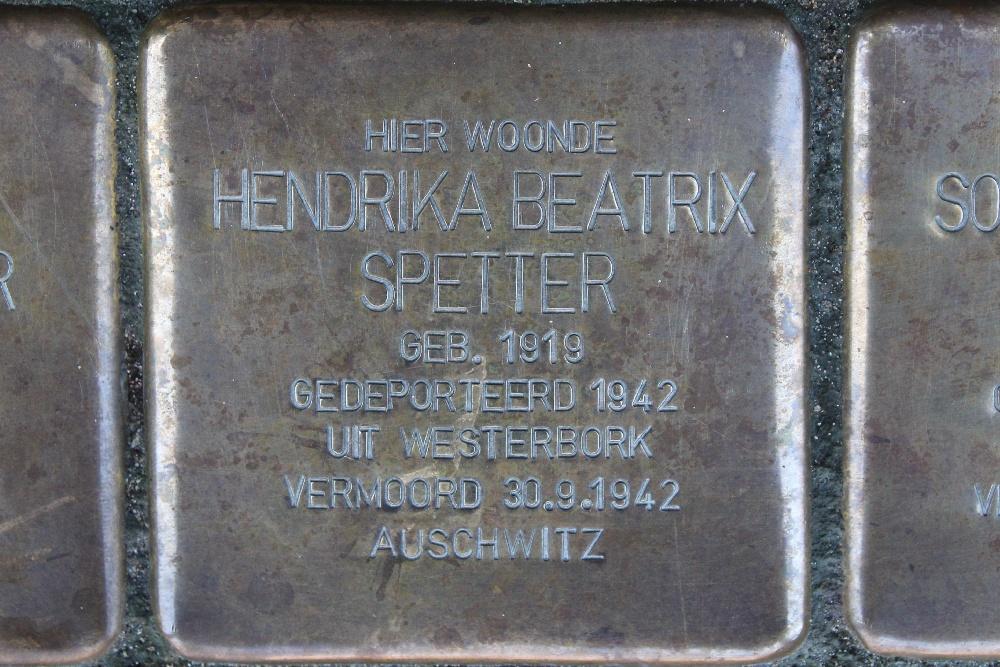 HIER WOONDE
HENDRIKA BEATRIX
SPETTER
GEB. 1919
GEDEPORTEERD 1942
UIT WESTERBORK
VERMOORD 30.9.1942
AUSCHWITZ